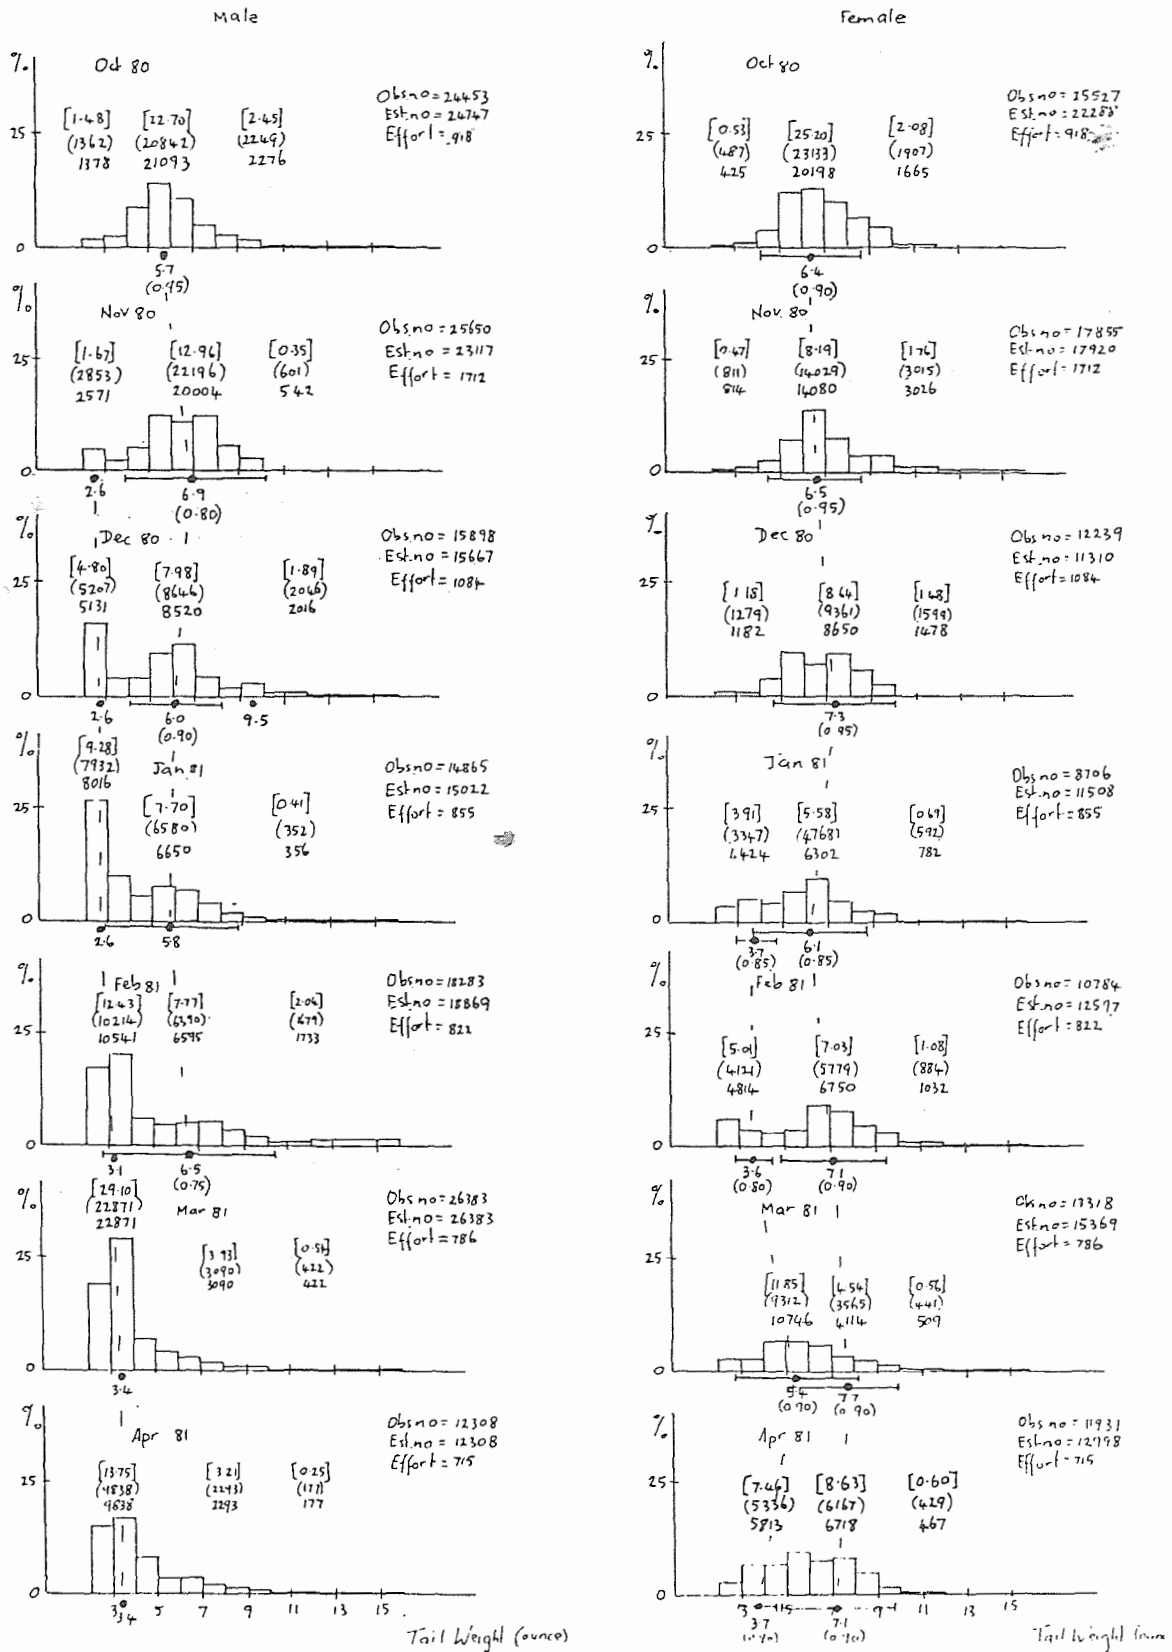 Male
%
Oct 80
25
0
[1.48] [22.70] [2.45]
(1362) (20842) (2249)
1378 21093 2276
Obs.no=24453
Est.no=24747
Effort=918
5.7
(0.95)
%
Nov 80
25
0
[1.67] [12.96] [0.35]
(2853) (22196) (601)
2571 20004 542
Obs.no=25650
Est.no=23117
Effort=1712
2.6 6.9
(0.80)
%
Dec 80
25
0
[4.80] [7.98] [1.89]
(5207) (8646) (2046)
5131 8520 2016
Obs.no=15898
Est.no=15667
Effort=1084
2.6 6.0 9.5
(0.90)
%
Jan 81
25
0
[9.28]
(7932)
8016
[7.70] [0.41]
(6580) (352)
6650 356
Obs.no=14865
Est.no=15022
Effort=855
2.6 5.8
%
Feb 81
25
0
[12.43] [7.77] [2.04]
(10214) (6390) (1679)
10541 6595 1733
Obs.no=18283
Est.no=18869
Effort=822
3.1 6.5
(0.75)
%
Mar 81
25
0
[29.10]
(22871)
22871
[3.93]
(3090) (422)
3090 422
Obs no=26383
Est.no=26383
Effort=786
3.4
%
Apr 81
25
0
[13.75] [3.21] [0.25]
(2293) (177)
9838 2293 177
Obs no=12308
Est.no=12308
Effort=715
3 3.4 5 7 9 11 13 15
Tail Weight (ounce)
Female
%
Oct 80
25
0
[0.53] [25.20] [2.08]
(487) (23133) (1907)
425 20198 1665
Obs no=25527
Est.no=22288
Effort=918
6.4
(0.90)
%
Nov 80
25
0
[0.47] [8.19] [1.76]
(811) (14029) (3015)
814 14080 3026
Obs.no=17855
Est.no=17920
Effort=1712
6.5
(0.95)
%
Dec 80
25
0
[1.18] [8.64] [1.48]
(1279) (9361) (1599)
1182 8650 1478
Obs no=12239
Est.no=11310
Effort=1084
7.3
(0.95)
%
Jan 81
25
0
[3.91] [5.58] [0.69]
(3347) (4768) (592)
4424 6302 782
Obs no=8706
Est.no=11508
Effort=855
3.7 6.1
(0.85) (0.85)
%
Feb 81
25
0
[5.01] [7.03] [1.08]
(4121) (5779) (884)
4814 6750 1032
Obs no=10784
Est.no=12597
Effort=822
3.6 7.1
(0.80) (0.90)
%
Mar 81
25
0
[11.85] [4.54] [0.56]
(9312) (3565) (441)
10746 4114 509
Obs no=13318
Est.no=15369
Effort=786
5.4 7.7
(0.90)
%
Apr 81
25
0
[7.46] [8.63] [0.60]
(5336) (6167) (429)
5813 6718 467
Obs no=11931
Est.no=12998
Effort=715
3 9 11 13 15
3.7 7.1
Tail Weight